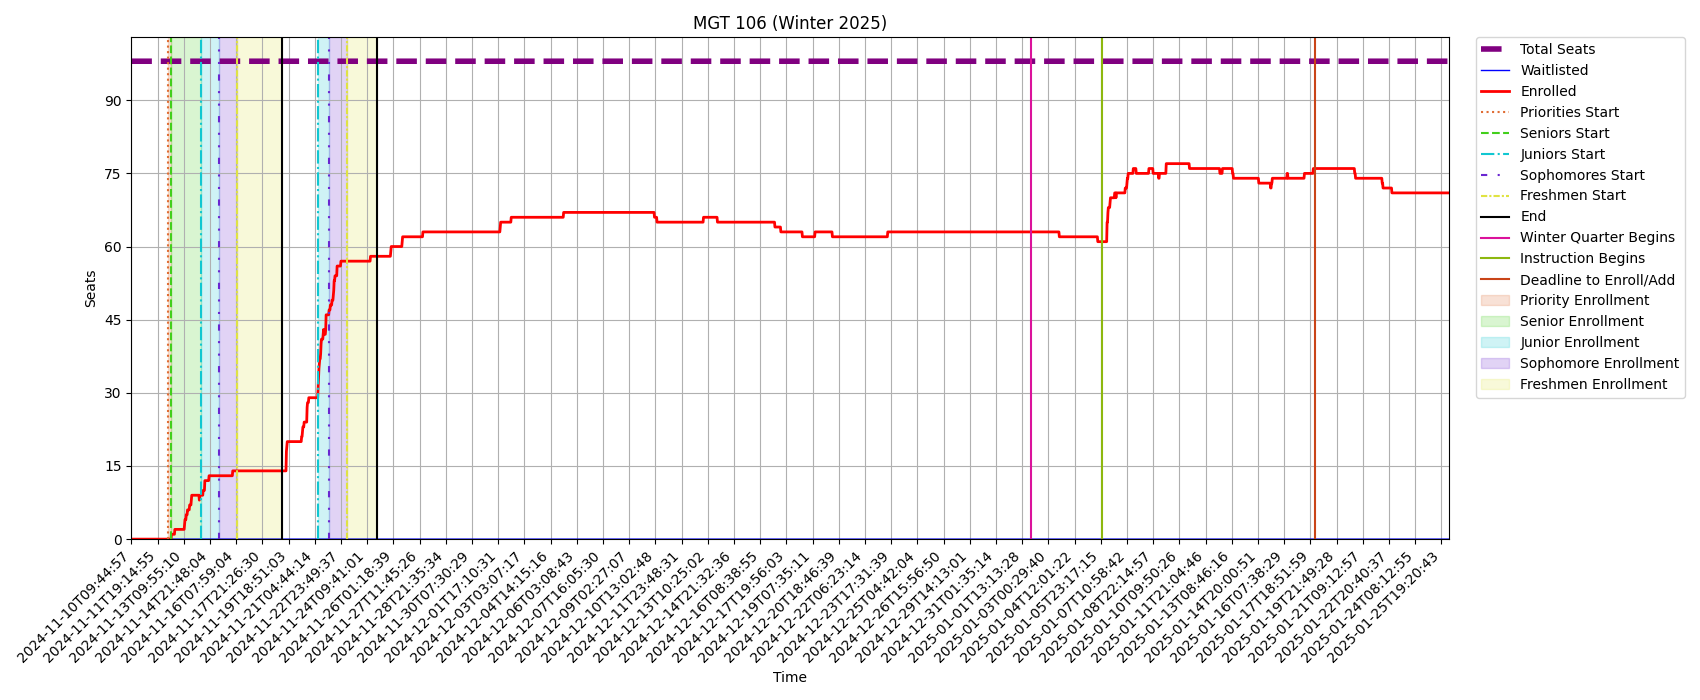 MGT 106 (Winter 2025)
Seats
90
75
60
45
30
15
0
2024-11-10T09:44:57
2024-11-11T19:14:55
2024-11-13T09:55:10
2024-11-14T21:48:04
2024-11-16T07:59:04
2024-11-17T21:26:30
2024-11-19T18:51:03
2024-11-21T04:44:14
2024-11-22T23:49:37
2024-11-24T09:41:01
2024-11-26T01:18:39
2024-11-27T11:45:26
2024-11-28T21:35:34
2024-11-30T07:30:29
2024-12-01T17:10:31
2024-12-03T03:07:17
2024-12-04T14:15:16
2024-12-06T03:08:43
2024-12-07T16:05:30
2024-12-09T02:27:07
2024-12-10T13:02:48
2024-12-11T23:48:31
2024-12-13T10:25:02
2024-12-14T21:32:36
2024-12-16T08:38:55
2024-12-17T19:56:03
2024-12-19T07:35:11
2024-12-20T18:46:39
2024-12-22T06:23:14
2024-12-23T17:31:39
2024-12-25T04:42:04
2024-12-26T15:56:50
2024-12-29T14:13:01
2024-12-31T01:35:14
2025-01-01T13:13:28
2025-01-03T00:29:40
2025-01-04T12:01:22
2025-01-05T23:17:15
2025-01-07T10:58:42
2025-01-08T22:14:57
2025-01-10T09:50:26
2025-01-11T21:04:46
2025-01-13T08:46:16
2025-01-14T20:00:51
2025-01-16T07:38:29
2025-01-17T18:51:59
2025-01-19T21:49:28
2025-01-21T09:12:57
2025-01-22T20:40:37
2025-01-24T08:12:55
2025-01-25T19:20:43
Time
Total Seats
Waitlisted
Enrolled
Priorities Start
Seniors Start
Juniors Start
Sophomores Start
Freshmen Start
End
Winter Quarter Begins
Instruction Begins
Deadline to Enroll/Add
Priority Enrollment
Senior Enrollment
Junior Enrollment
Sophomore Enrollment
Freshmen Enrollment